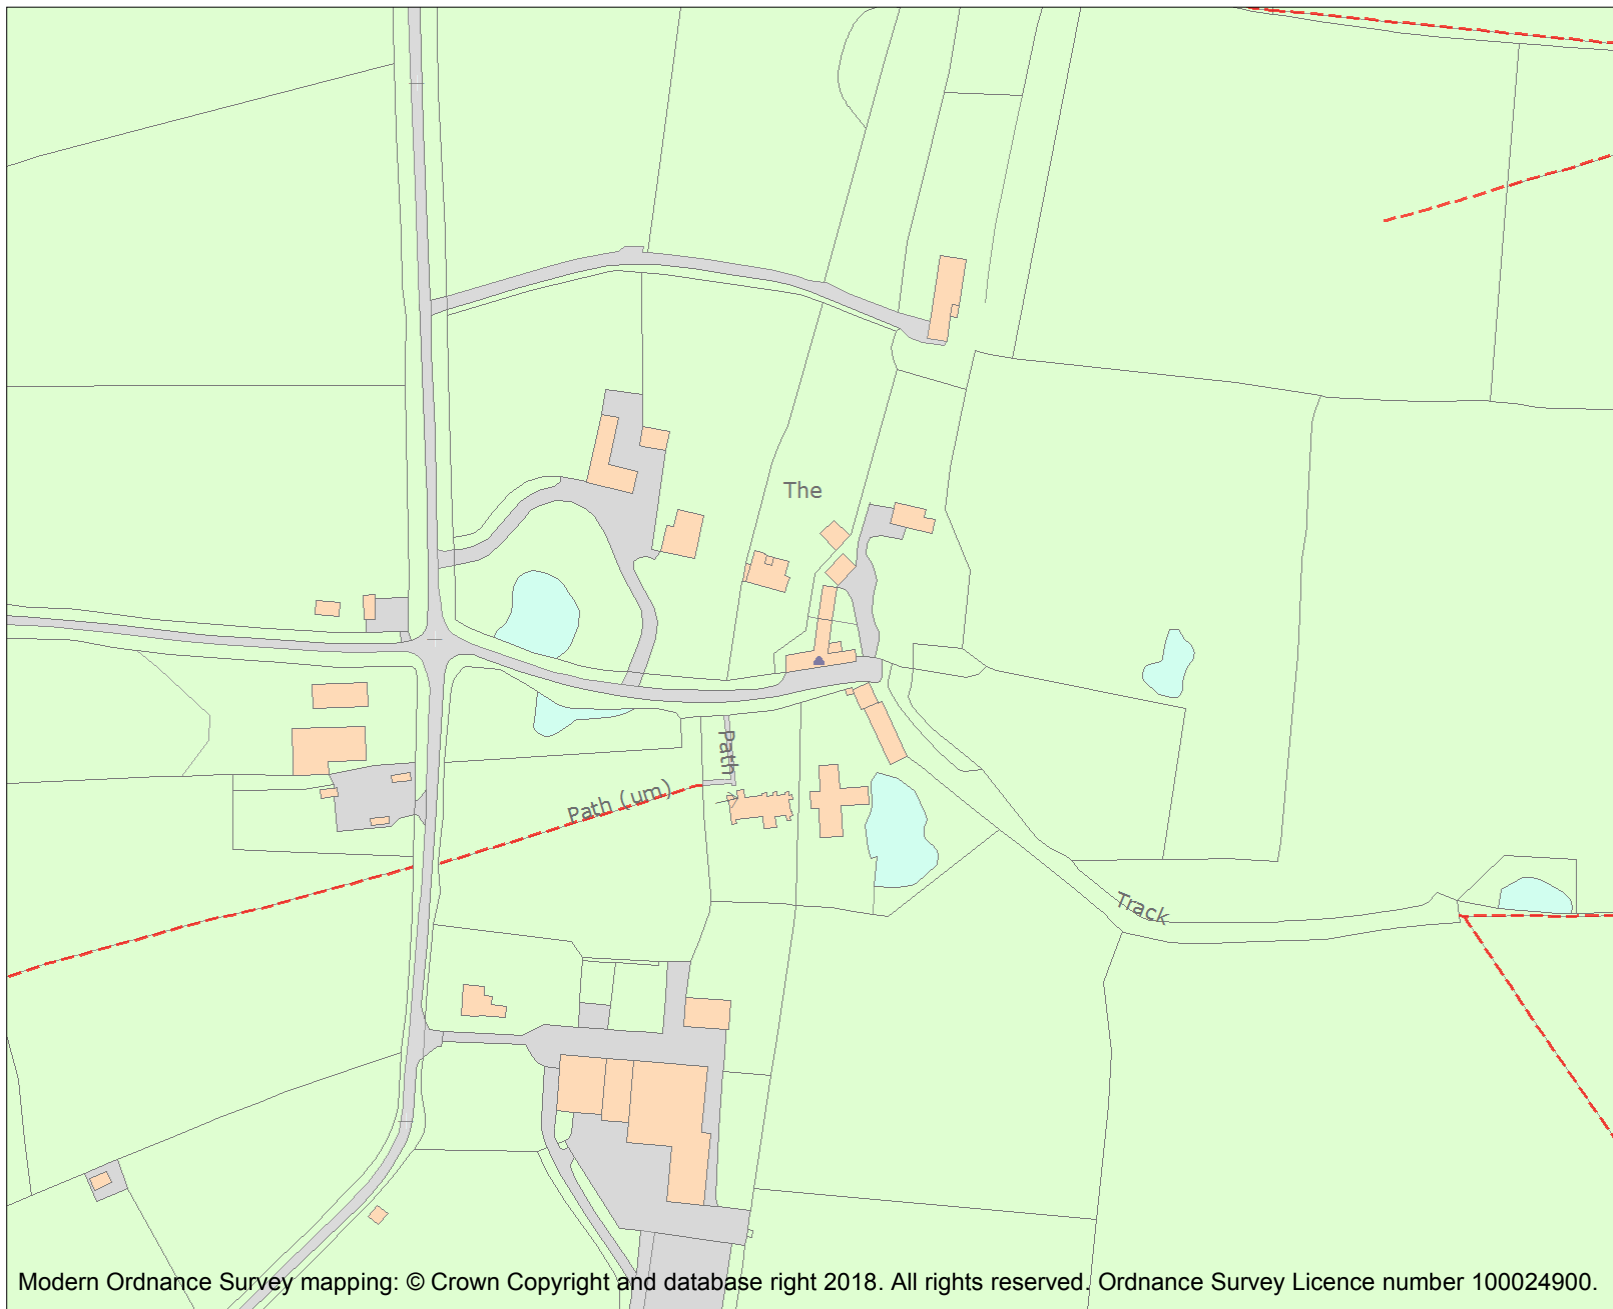 The
Path
Path (um)
Track
Modern Ordnance Survey mapping: © Crown Copyright and database right 2018. All rights reserved. Ordnance Survey Licence number 100024900.